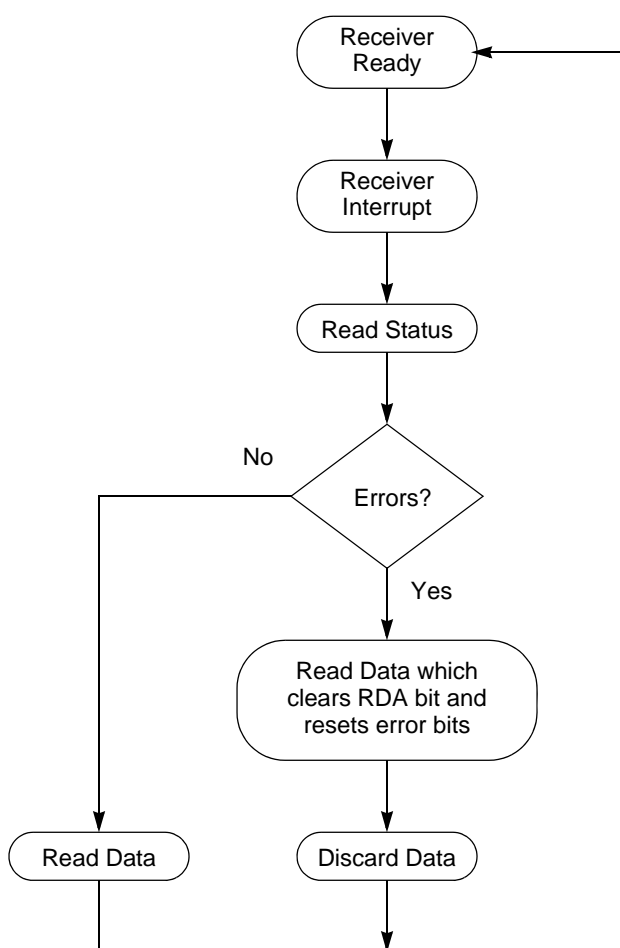 Receiver
Ready
Receiver
Interrupt
Read Status
No
Errors?
Yes
Read Data which
clears RDA bit and
resets error bits
Read Data
Discard Data